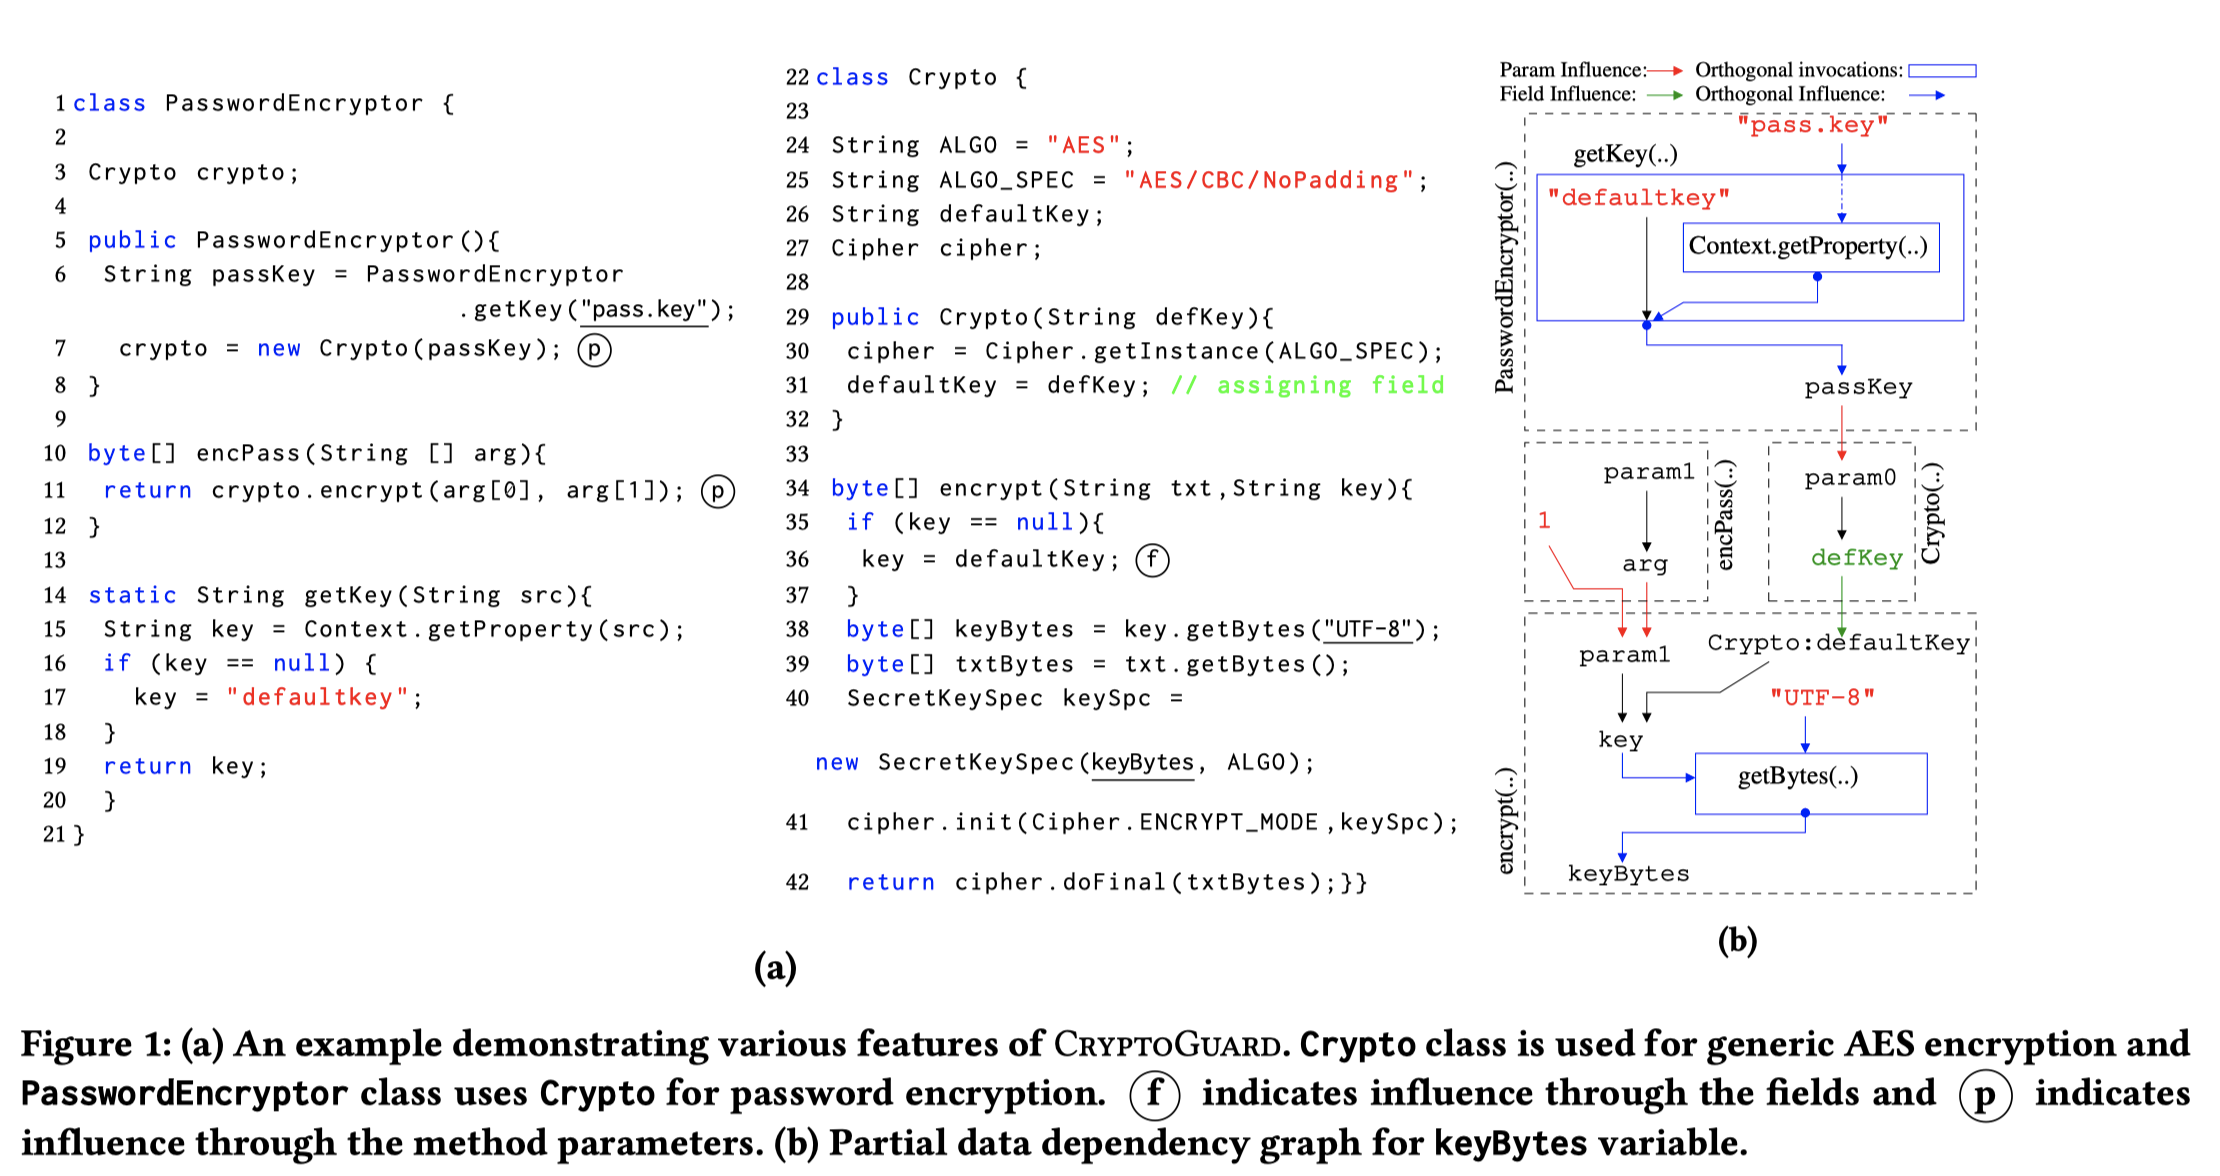 1 class PasswordEncryptor {
2
3 Crypto crypto;
4
5 public PasswordEncryptor(){
6 String passKey = PasswordEncryptor
.getKey("pass.key");
7 crypto = new Crypto(passKey); p
8 }
9
10 byte[] encPass(String [] arg){
11 return crypto.encrypt(arg[0], arg[1]); p
12 }
13
14 static String getKey(String src){
15 String key = Context.getProperty(src);
16 if (key == null) {
17 key = "defaultkey";
18 }
19 return key;
20 }
21 }
22 class Crypto {
23
24 String ALGO = "AES";
25 String ALGO_SPEC = "AES/CBC/NoPadding";
26 String defaultKey;
27 Cipher cipher;
28
29 public Crypto(String defKey){
30 cipher = Cipher.getInstance(ALGO_SPEC);
31 defaultKey = defKey; // assigning field
32 }
33
34 byte[] encrypt(String txt,String key){
35 if (key == null){
36 key = defaultKey; f
37 }
38 byte[] keyBytes = key.getBytes("UTF-8");
39 byte[] txtBytes = txt.getBytes();
40 SecretKeySpec keySpc =
new SecretKeySpec(keyBytes, ALGO);
41 cipher.init(Cipher.ENCRYPT_MODE,keySpc);
42 return cipher.doFinal(txtBytes);}}
(a)
Param Influence: Orthogonal invocations:
Field Influence: Orthogonal Influence:
PasswordEncryptor(..)
"pass.key"
getKey(..)
"defaultkey"
Context.getProperty(..)
passKey
param1
1
arg
encPass(..)
param0
defKey
Crypto(..)
encrypt(..)
param1
Crypto:defaultKey
"UTF-8"
key
getBytes(..)
keyBytes
(b)
Figure 1: (a) An example demonstrating various features of CRYPTOGUARD. Crypto class is used for generic AES encryption and
PasswordEncryptor class uses Crypto for password encryption. f indicates influence through the fields and p indicates
influence through the method parameters. (b) Partial data dependency graph for keyBytes variable.